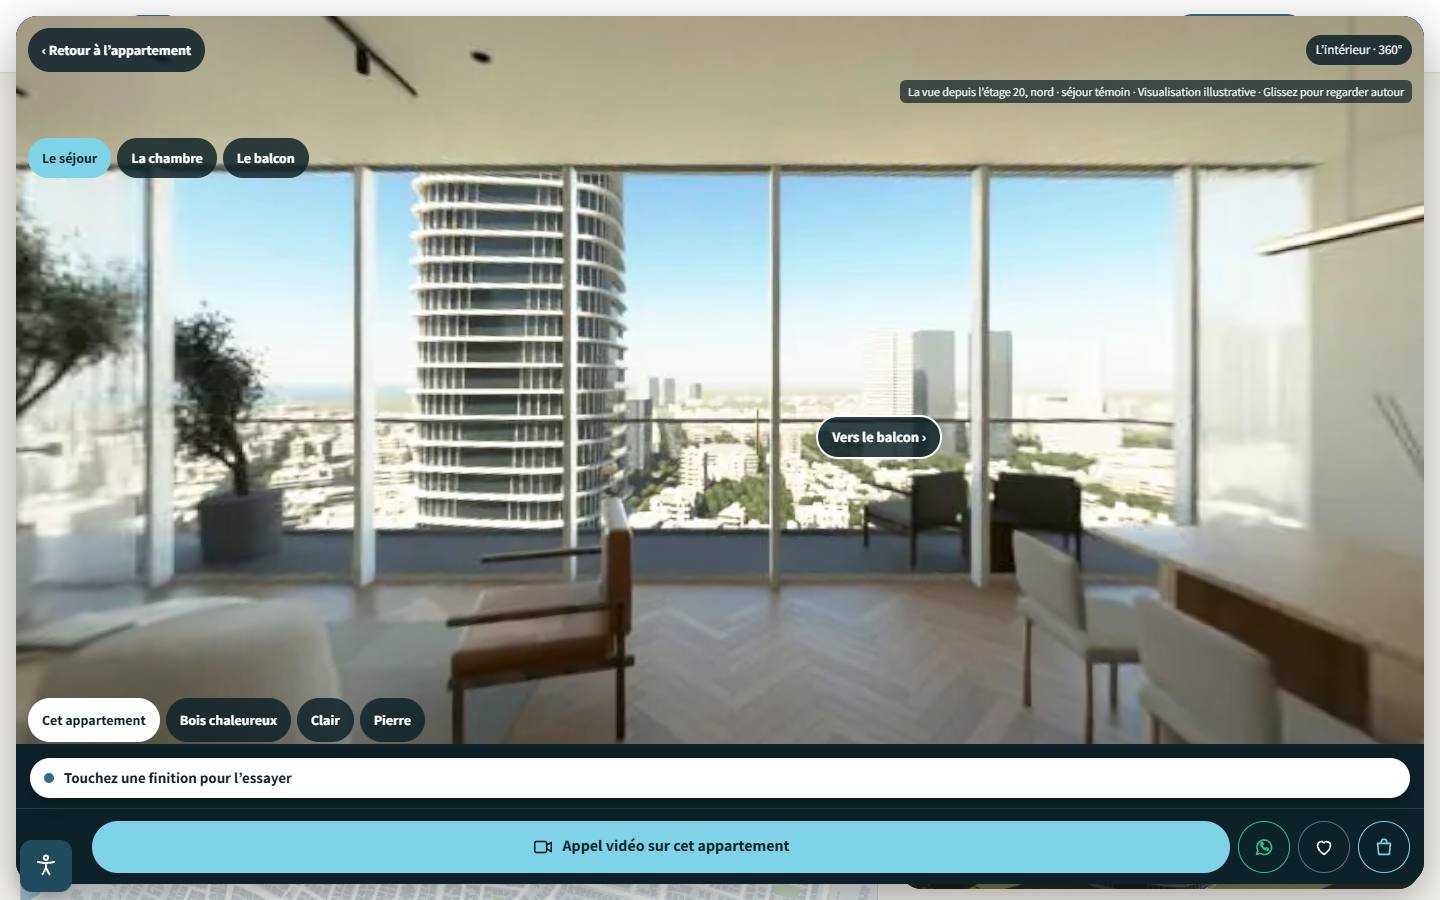 ‹ Retour à l’appartement
L’intérieur · 360°
La vue depuis l’étage 20, nord · séjour témoin · Visualisation illustrative · Glissez pour regarder autour
Le séjour
La chambre
Le balcon
Vers le balcon ›
Cet appartement
Bois chaleureux
Clair
Pierre
Touchez une finition pour l’essayer
Appel vidéo sur cet appartement